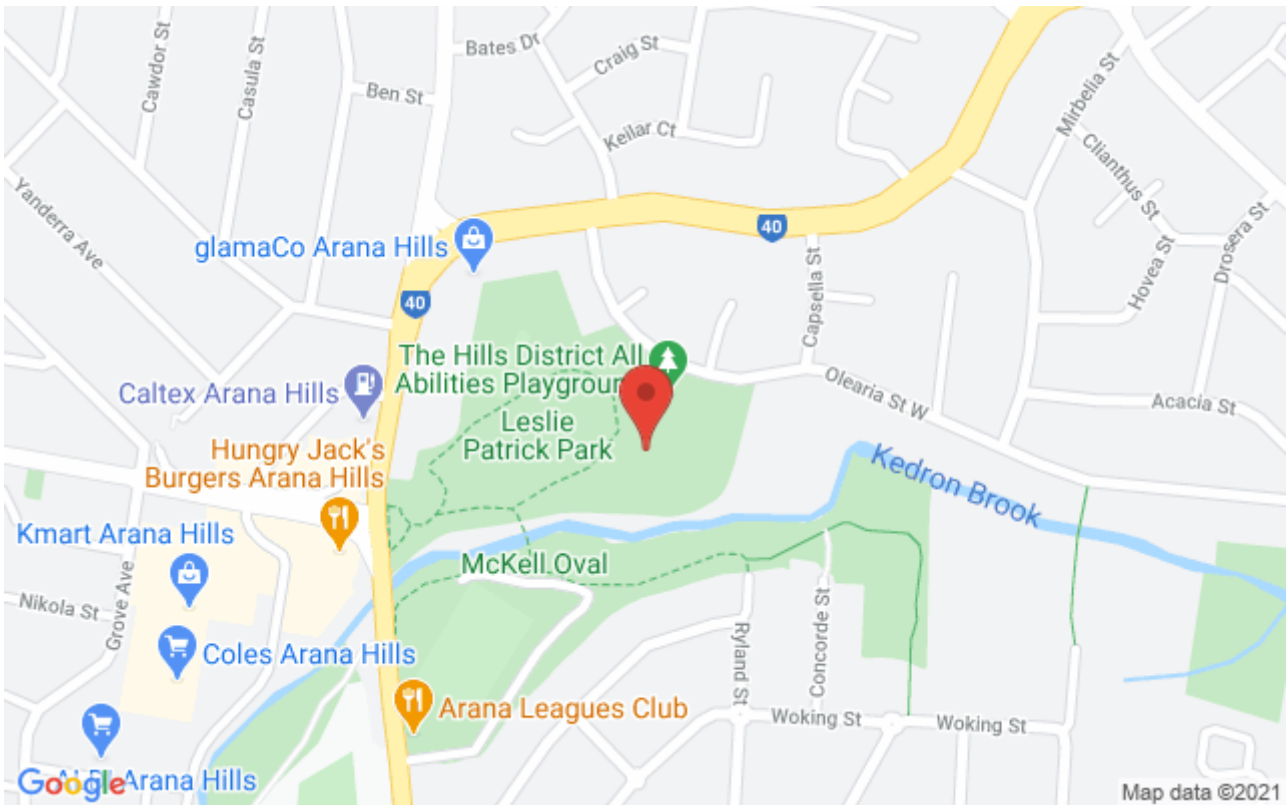 Cawdor St
Casula St
Ben St
Bates Dr
Craig St
Keilar Ct
Mirbelia St
Clianthus St
Drosera St
Hovea St
Yanderra Ave
glamaCo Arana Hills
40
40
Capsella St
The Hills District All
Abilities Playground
Caltex Arana Hills
Leslie
Patrick Park
Olearia St W
Acacia St
Hungry Jack's
Burgers Arana Hills
Kedron Brook
Kmart Arana Hills
McKell Oval
Nikola St
Grove Ave
Coles Arana Hills
Ryland St
Concorde St
Arana Leagues Club
Woking St
Woking St
Google
Arana Hills
Map data ©2021